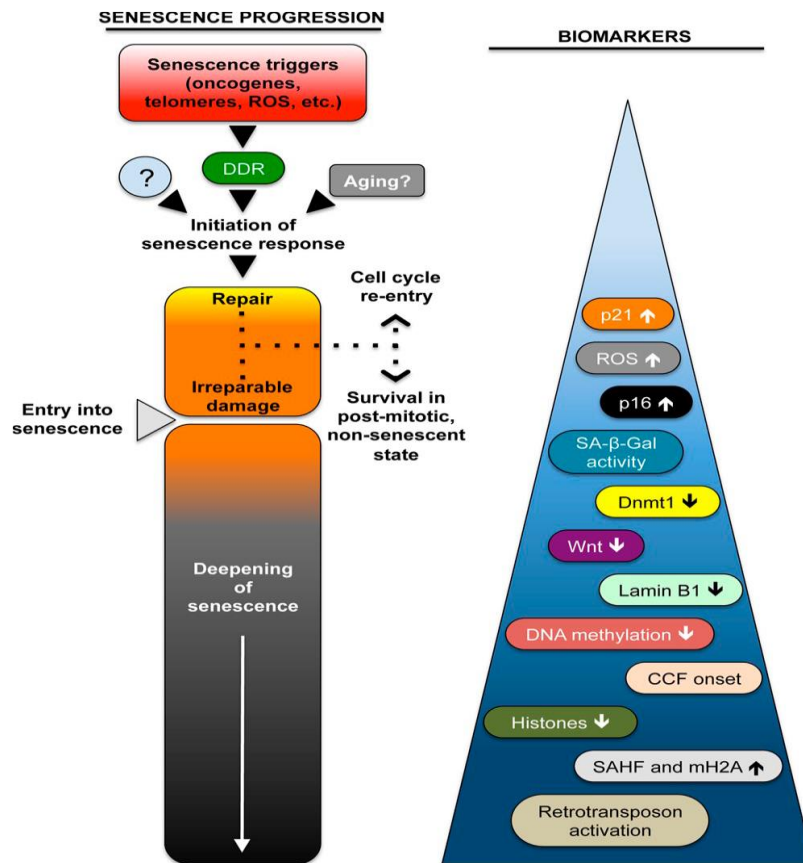 SENESCENCE PROGRESSION
Senescence triggers
(oncogenes,
telomeres, ROS, etc.)
?
DDR
Aging?
Initiation of
senescence response
Repair
Cell cycle
re-entry
Irreparable
damage
Survival in
post-mitotic,
non-senescent
state
Entry into
senescence
Deepening
of
senescence
BIOMARKERS
p21
ROS
p16
SA-β-Gal
activity
Dnmt1
Wnt
Lamin B1
DNA methylation
CCF onset
Histones
SAHF and mH2A
Retrotransposon
activation